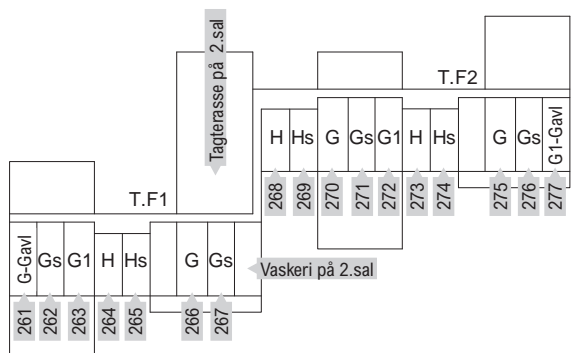 Tagterasse på 2.sal
T.F2
H Hs G Gs G1 H Hs G Gs G1-Gavl
268 269 270 271 272 273 274 275 276 277
T.F1
G-Gavl Gs G1 H Hs G Gs
Vaskeri på 2.sal
261 262 263 264 265 266 267